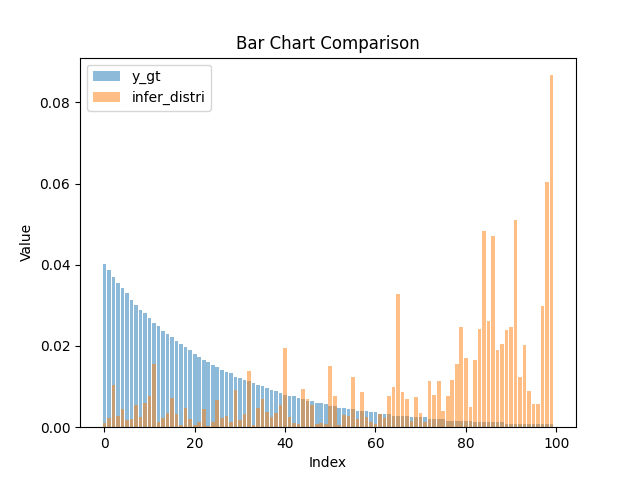 Bar Chart Comparison
y_gt
infer_distri
0.08
0.06
0.04
0.02
0.00
Value
0 20 40 60 80 100
Index